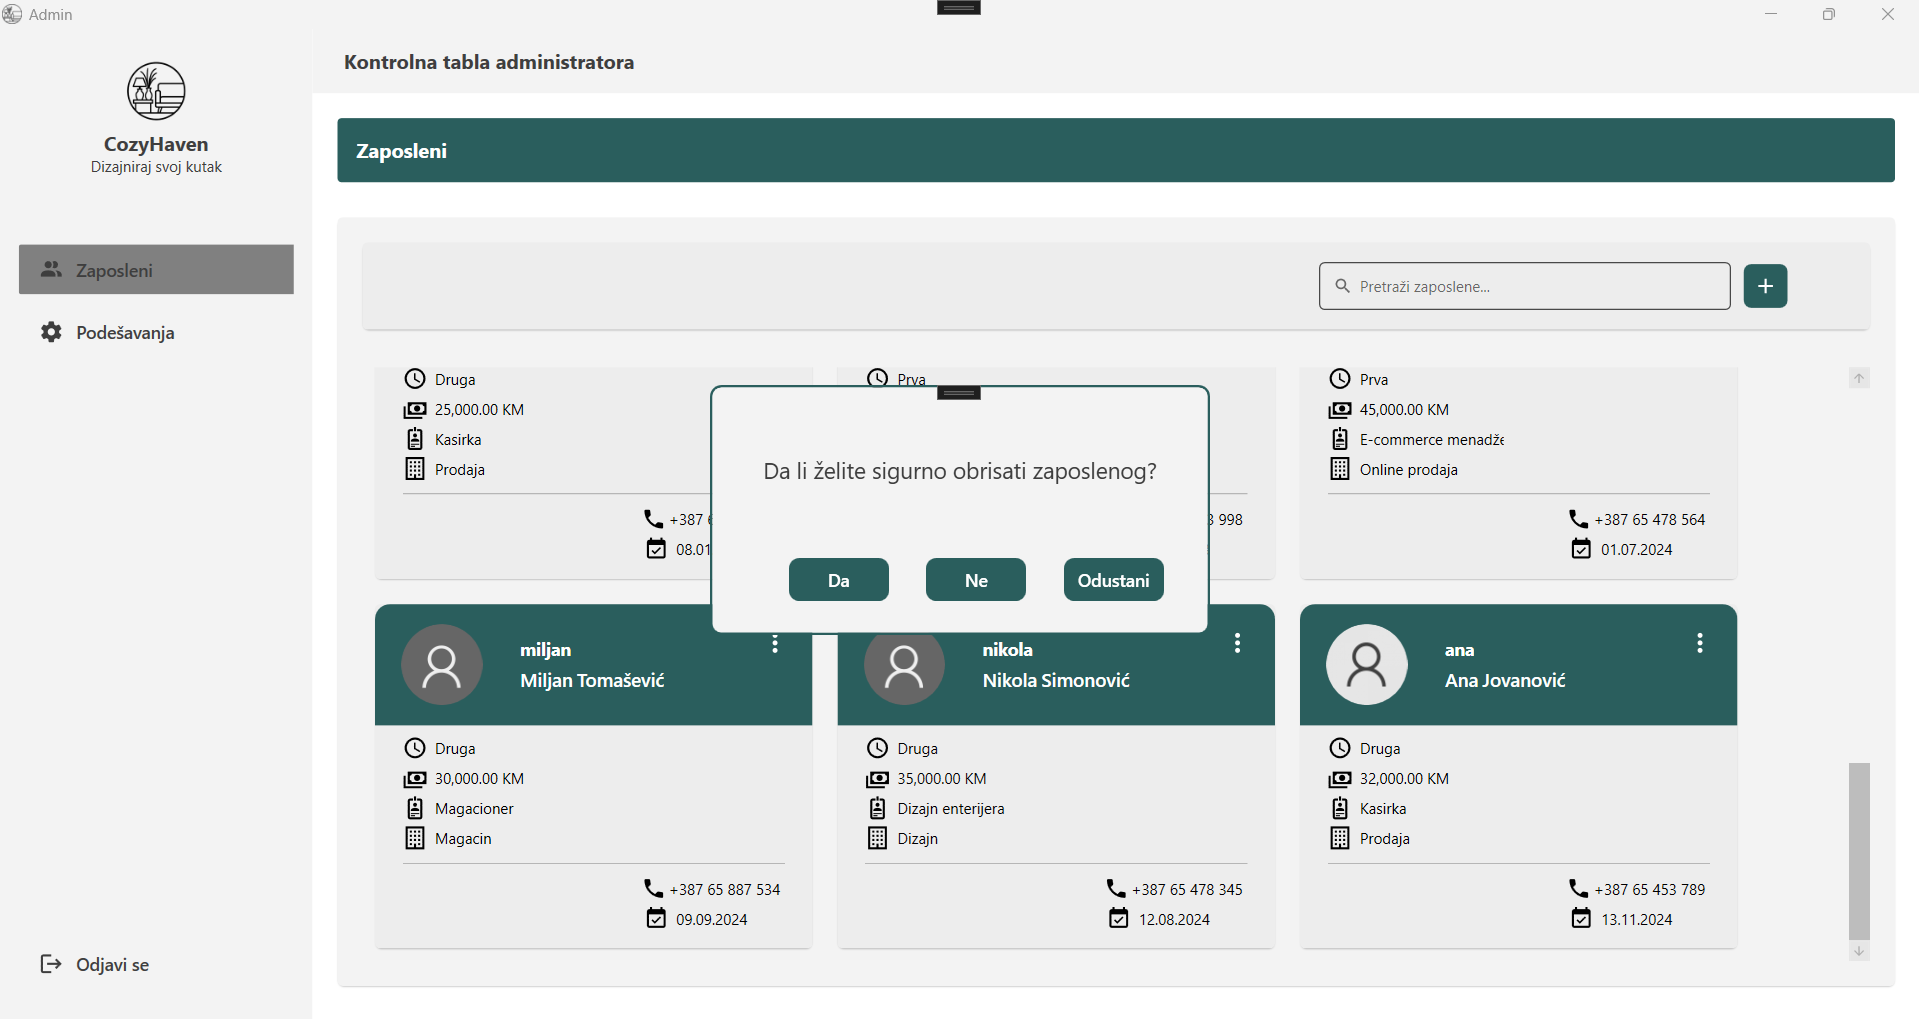 Admin
CozyHaven
Dizajniraj svoj kutak
Zaposleni
Podešavanja
Odjavi se
Kontrolna tabla administratora
Zaposleni
Pretraži zaposlene...
+
Druga
25,000.00 KM
Kasirka
Prodaja
+387
08.01
Prva
998
Prva
45,000.00 KM
E-commerce menadže
Online prodaja
+387 65 478 564
01.07.2024
Da li želite sigurno obrisati zaposlenog?
Da
Ne
Odustani
miljan
Miljan Tomašević
Druga
30,000.00 KM
Magacioner
Magacin
+387 65 887 534
09.09.2024
nikola
Nikola Simonović
Druga
35,000.00 KM
Dizajn enterijera
Dizajn
+387 65 478 345
12.08.2024
ana
Ana Jovanović
Druga
32,000.00 KM
Kasirka
Prodaja
+387 65 453 789
13.11.2024